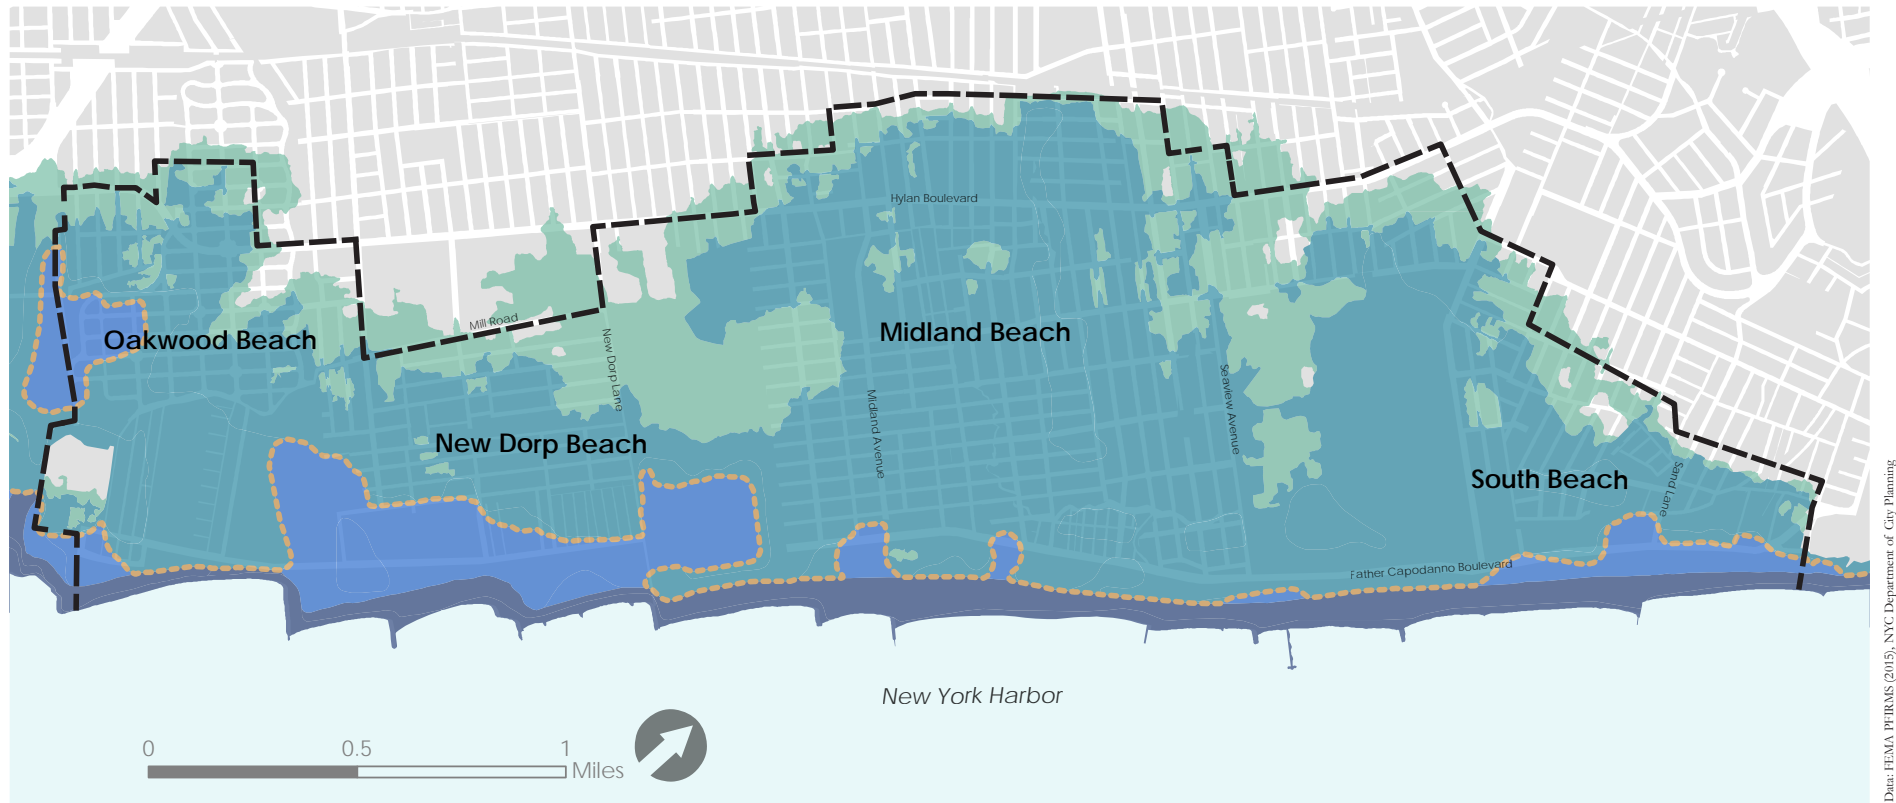 Hylan Boulevard
Mill Road
Oakwood Beach
New Dorp Lane
Midland Beach
Midland Avenue
Seaview Avenue
New Dorp Beach
South Beach
Sand Lane
Father Capodanno Boulevard
New York Harbor
0 0.5 1
Miles
Data: FEMA PFIRMS (2015), NYC Department of City Planning